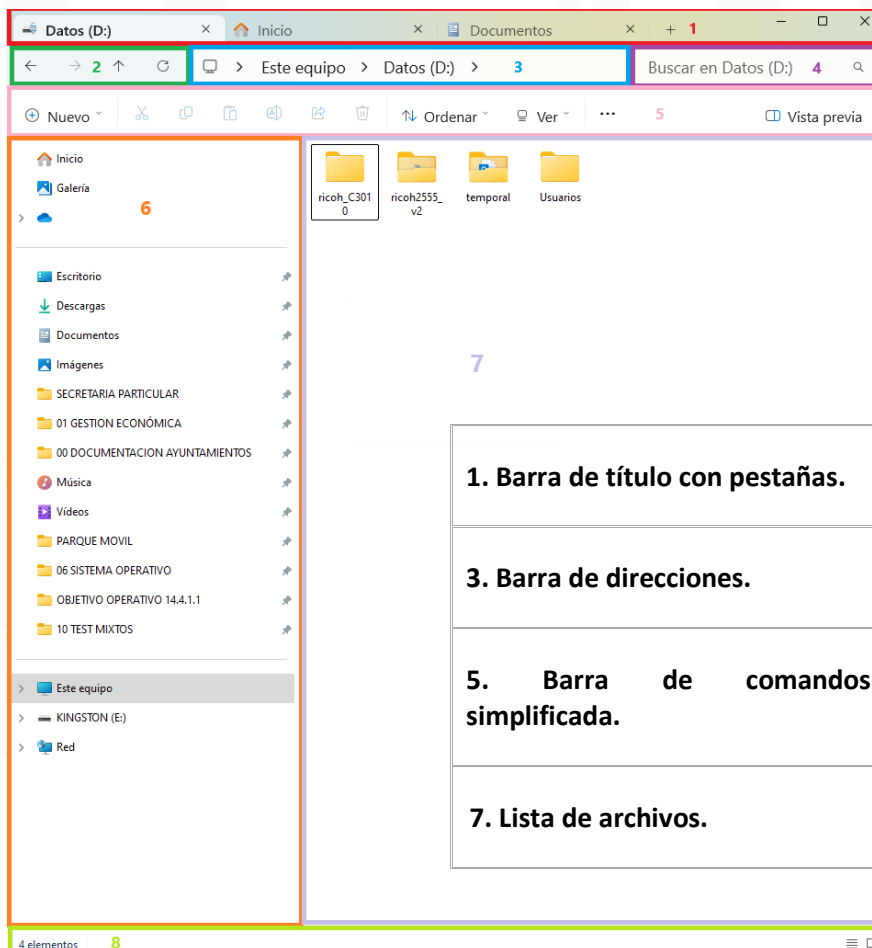 Datos (D:)
Inicio
Documentos
1
2
Este equipo > Datos (D:) > 3
Buscar en Datos (D:) 4
Nuevo
Ordenar
Ver
...
5
Vista previa
Inicio
Galería
6
Escritorio
Descargas
Documentos
Imágenes
SECRETARIA PARTICULAR
01 GESTION ECONÓMICA
00 DOCUMENTACION AYUNTAMIENTOS
Música
Vídeos
PARQUE MOVIL
06 SISTEMA OPERATIVO
OBJETIVO OPERATIVO 14.4.1.1
10 TEST MIXTOS
Este equipo
KINGSTON (E:)
Red
ricoh_C301
0
ricoh2555_
v2
temporal
Usuarios
7
1. Barra de título con pestañas.
3. Barra de direcciones.
5. Barra de comandos
simplificada.
7. Lista de archivos.
4 elementos
8